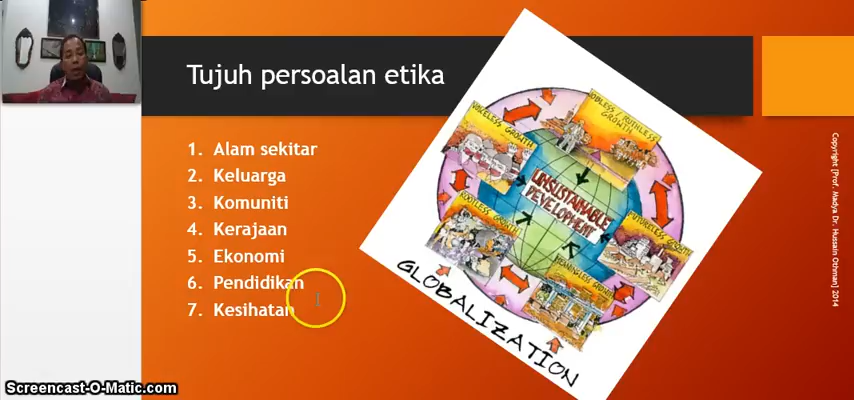 Tujuh persoalan etika
1. Alam sekitar
2. Keluarga
3. Komuniti
4. Kerajaan
5. Ekonomi
6. Pendidikan
7. Kesihatan
VOICELESS GROWTH
JOBLESS / RUTHLESS
GROWTH
UNSUSTAINABLE
DEVELOPMENT
ROOTLESS GROWTH
FUTURELESS GROWTH
GLOBALIZATION
Copyright [Prof. Madya Dr. Hussain Othman] 2014
Screencast-O-Matic.com